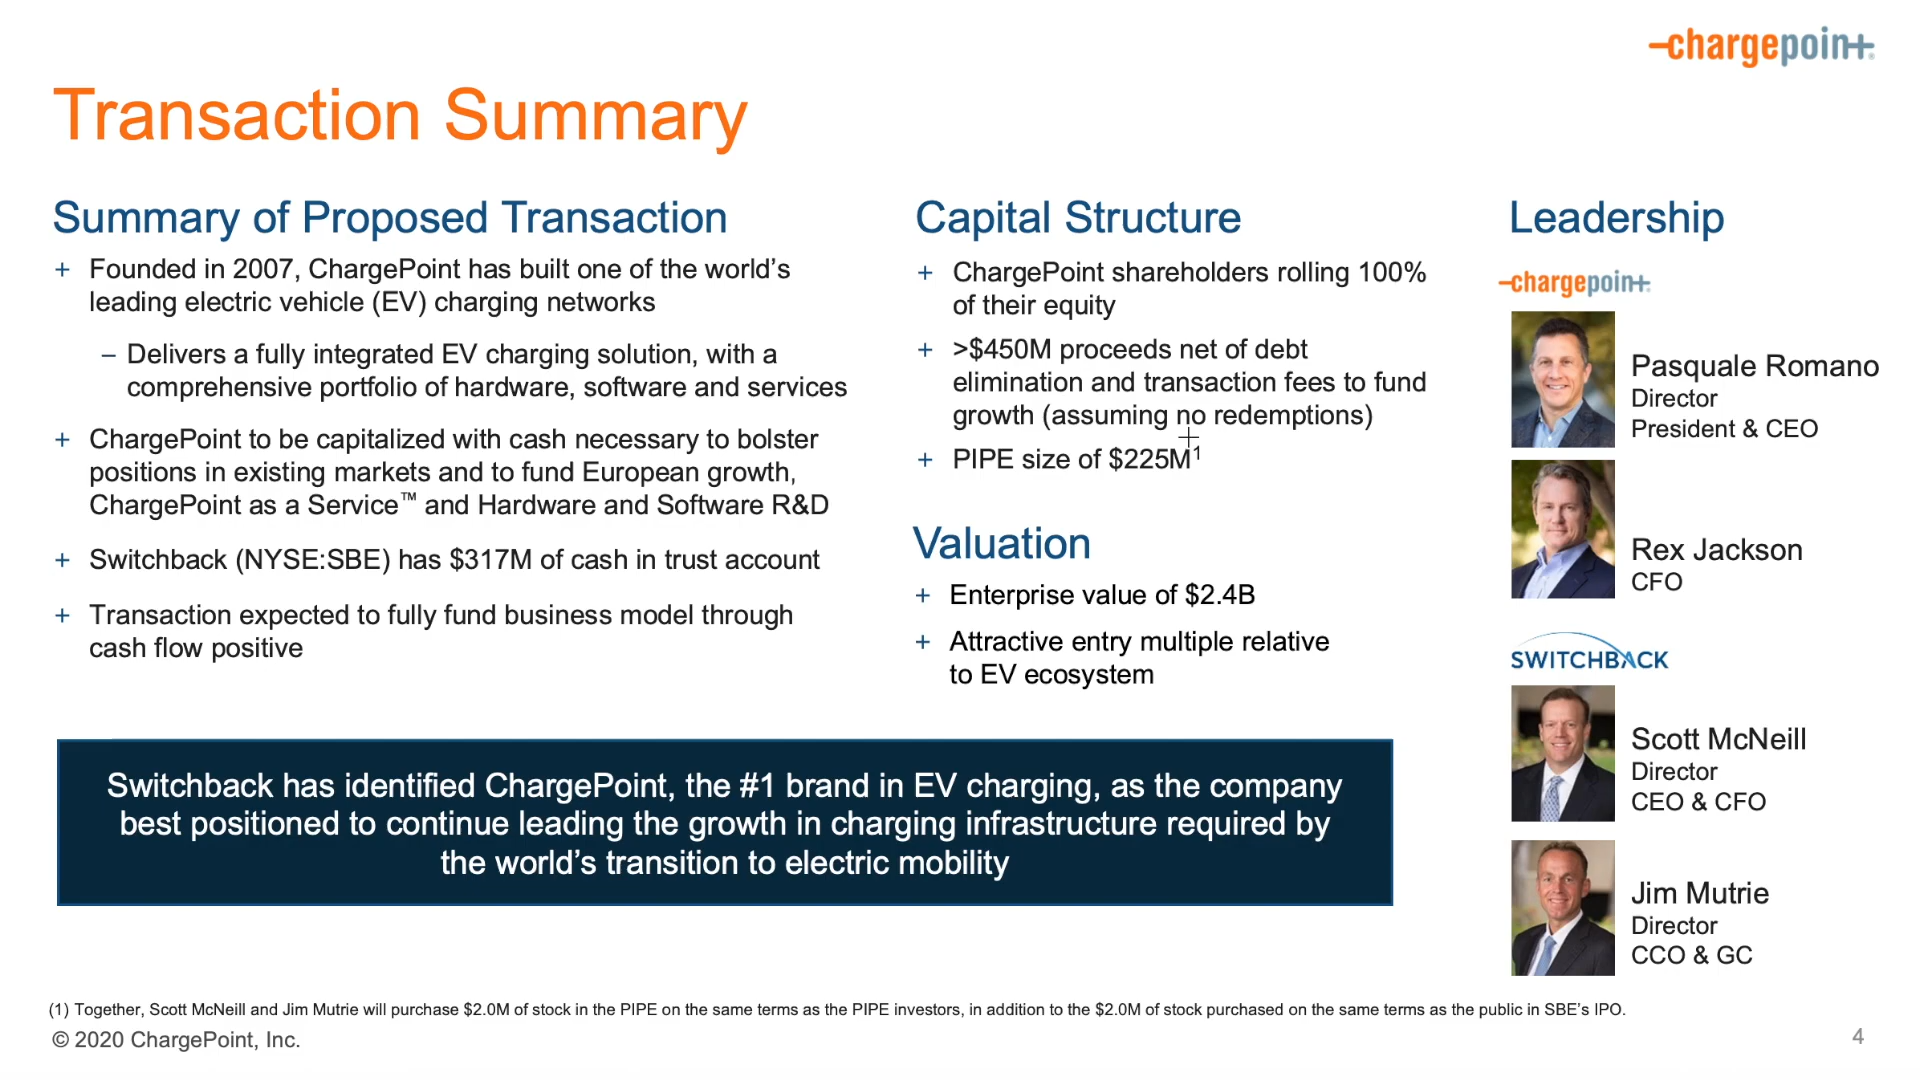 chargepoint
Transaction Summary
Summary of Proposed Transaction
+ Founded in 2007, ChargePoint has built one of the world’s
leading electric vehicle (EV) charging networks
– Delivers a fully integrated EV charging solution, with a
comprehensive portfolio of hardware, software and services
+ ChargePoint to be capitalized with cash necessary to bolster
positions in existing markets and to fund European growth,
ChargePoint as a Service™ and Hardware and Software R&D
+ Switchback (NYSE:SBE) has $317M of cash in trust account
+ Transaction expected to fully fund business model through
cash flow positive
Capital Structure
+ ChargePoint shareholders rolling 100%
of their equity
+ >$450M proceeds net of debt
elimination and transaction fees to fund
growth (assuming no redemptions)
+ PIPE size of $225M¹
Valuation
+ Enterprise value of $2.4B
+ Attractive entry multiple relative
to EV ecosystem
Leadership
chargepoint
Pasquale Romano
Director
President & CEO
Rex Jackson
CFO
SWITCHBACK
Scott McNeill
Director
CEO & CFO
Jim Mutrie
Director
CCO & GC
Switchback has identified ChargePoint, the #1 brand in EV charging, as the company
best positioned to continue leading the growth in charging infrastructure required by
the world’s transition to electric mobility
(1) Together, Scott McNeill and Jim Mutrie will purchase $2.0M of stock in the PIPE on the same terms as the PIPE investors, in addition to the $2.0M of stock purchased on the same terms as the public in SBE’s IPO.
© 2020 ChargePoint, Inc.
4